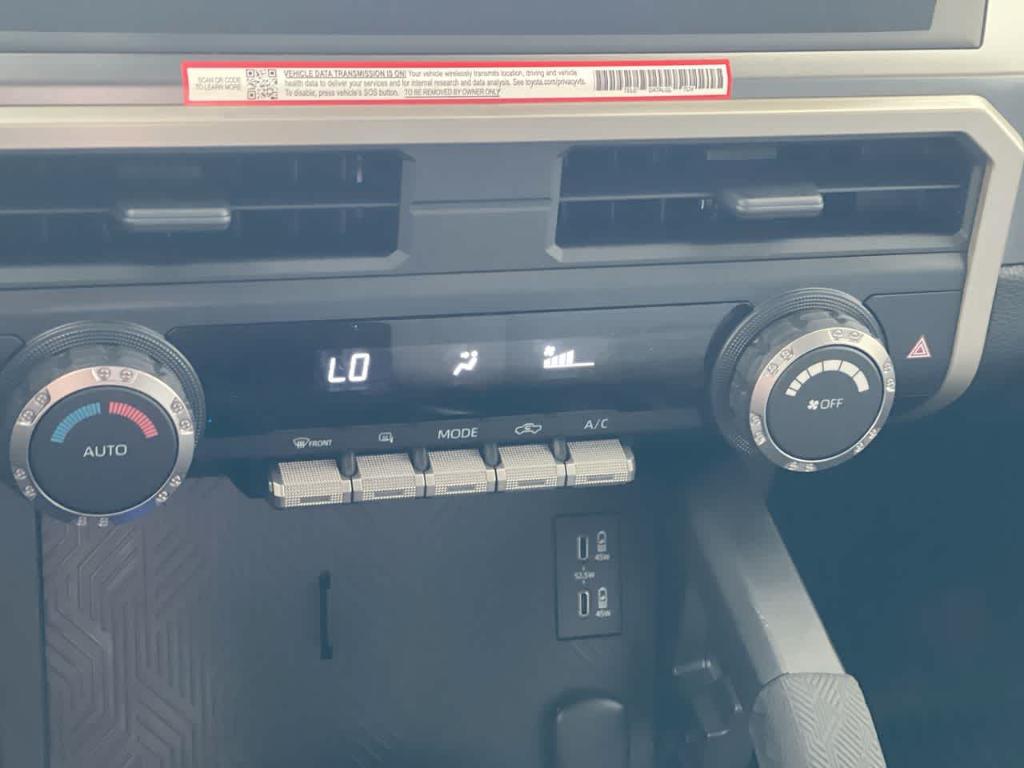 SCAN QR CODE
TO LEARN MORE
VEHICLE DATA TRANSMISSION IS ON! Your vehicle wirelessly transmits location, driving and vehicle
health data to deliver your services and for internal research and data analysis. See toyota.com/privacyvts.
To disable, press vehicle's SOS button. TO BE REMOVED BY OWNER ONLY
LO
OFF
AUTO
FRONT
MODE
A/C
45W
52.5W
45W